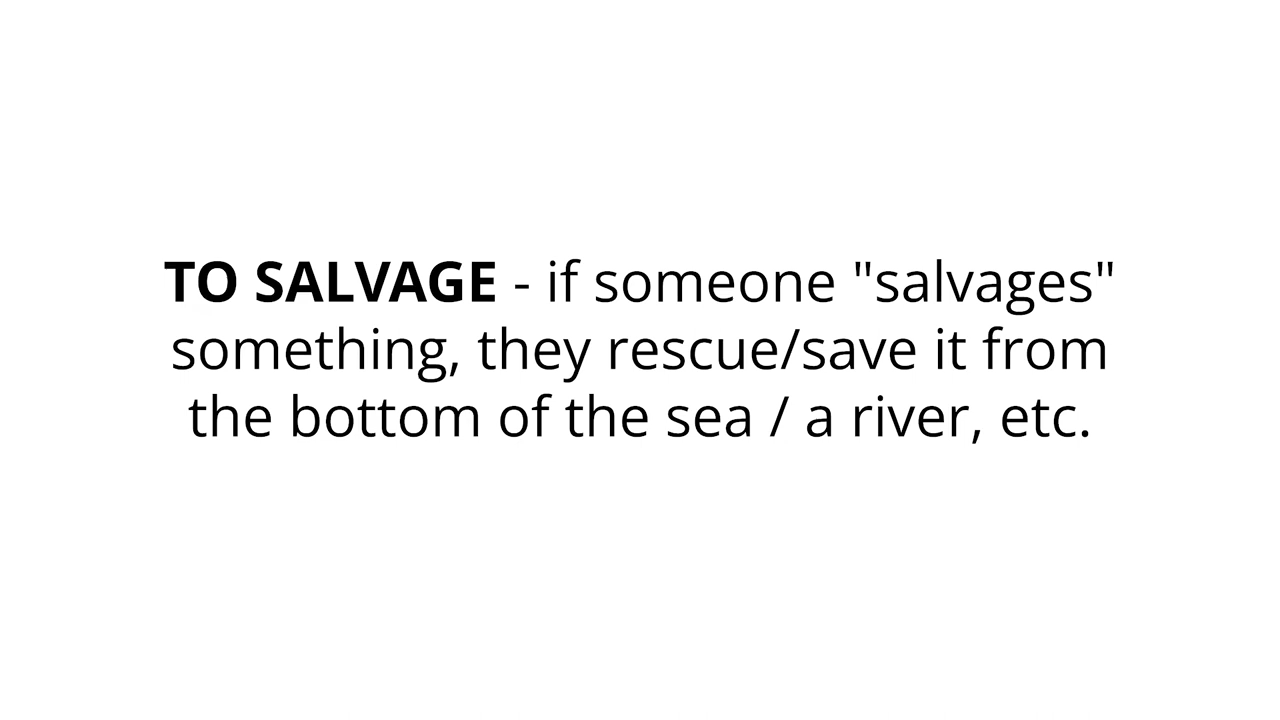 TO SALVAGE - if someone "salvages"
something, they rescue/save it from
the bottom of the sea / a river, etc.